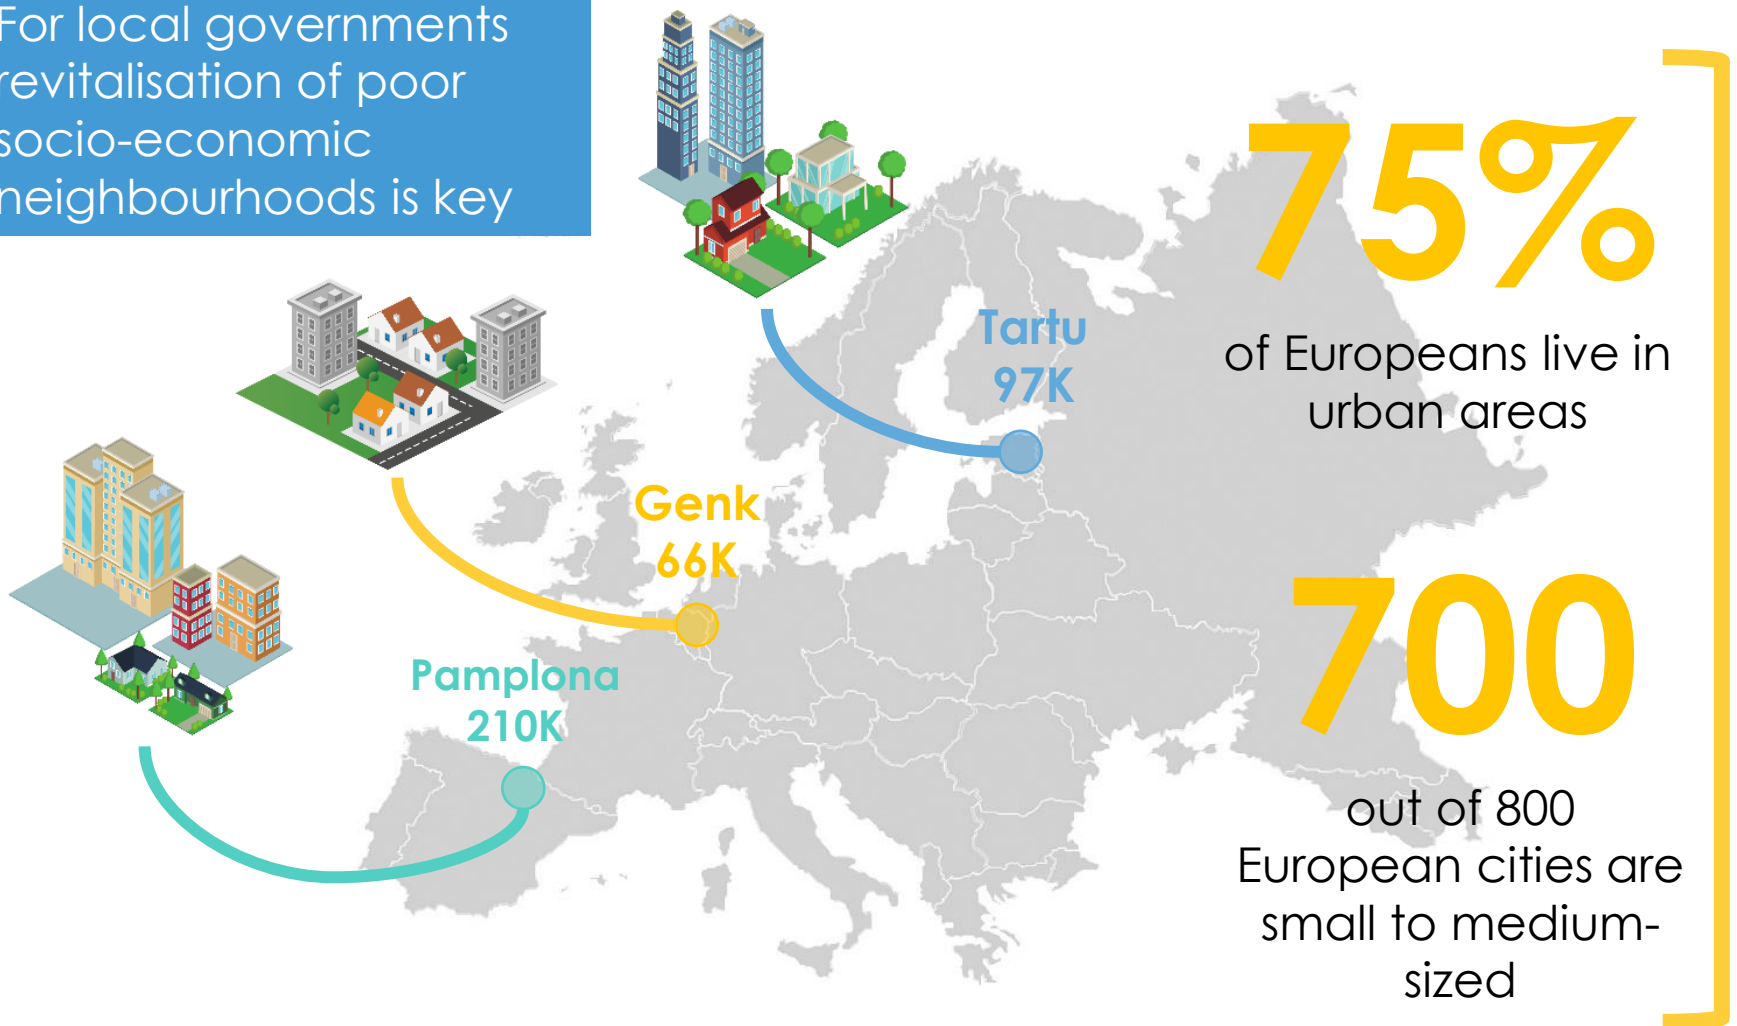 For local governments
revitalisation of poor
socio-economic
neighbourhoods is key
75%
of Europeans live in
urban areas
Tartu
97K
Genk
66K
Pamplona
210K
700
out of 800
European cities are
small to medium-
sized